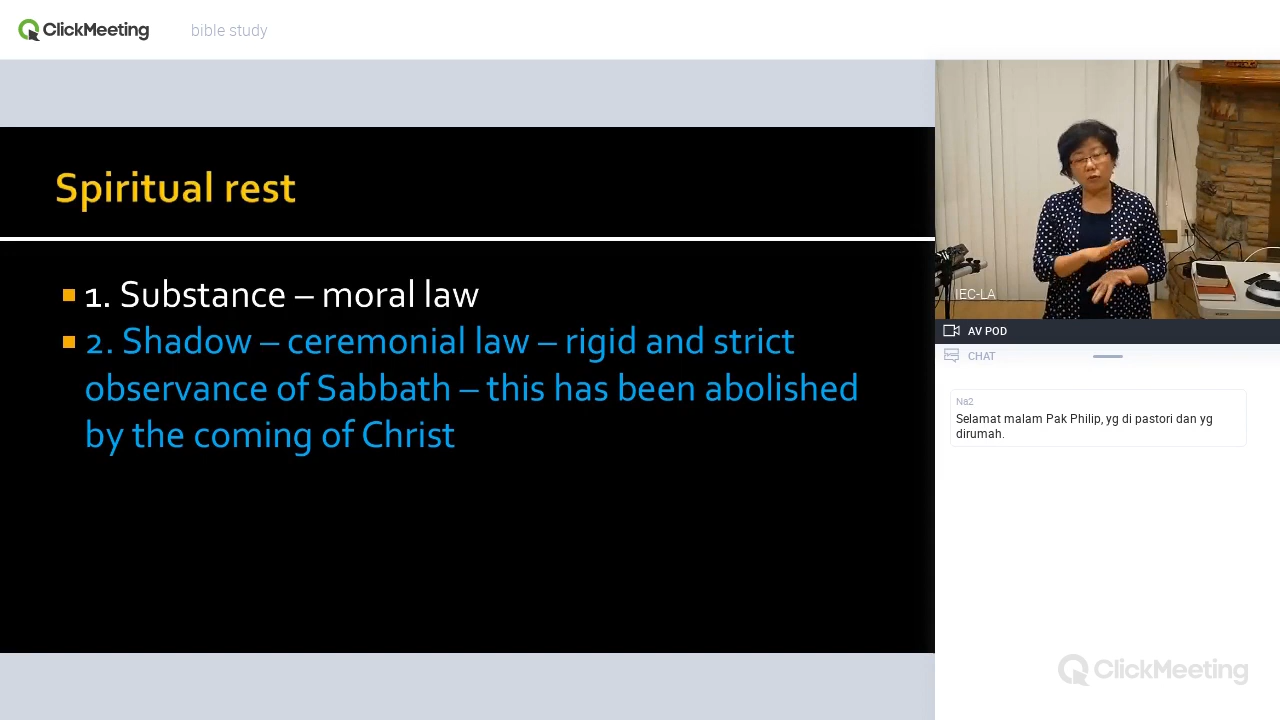 ClickMeeting
bible study
Spiritual rest
1. Substance – moral law
2. Shadow – ceremonial law – rigid and strict
observance of Sabbath – this has been abolished
by the coming of Christ
IEC-LA
AV POD
CHAT
Na2
Selamat malam Pak Philip, yg di pastori dan yg
dirumah.
ClickMeeting